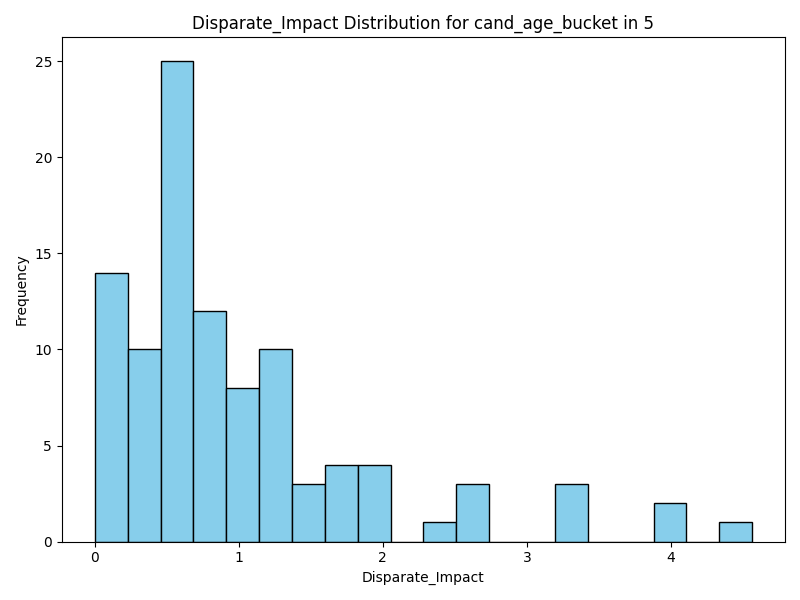 Disparate_Impact Distribution for cand_age_bucket in 5
Frequency
25
20
15
10
5
0
0 1 2 3 4
Disparate_Impact